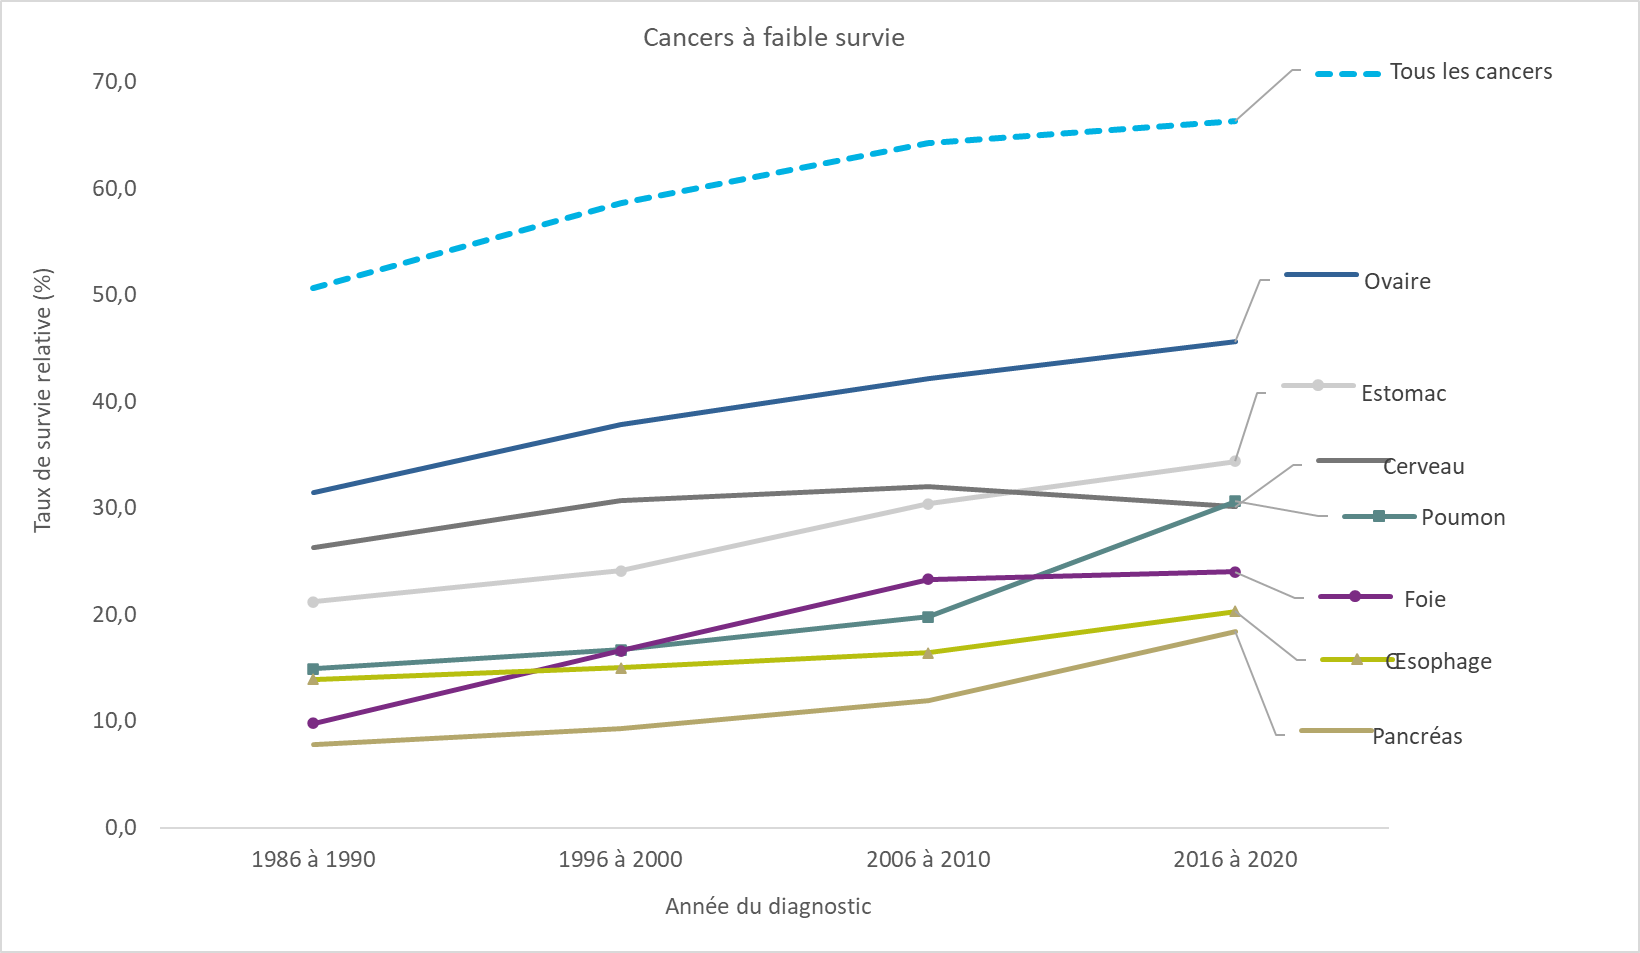 Cancers à faible survie
70,0
60,0
50,0
40,0
30,0
20,0
10,0
0,0
Taux de survie relative (%)
1986 à 1990
1996 à 2000
2006 à 2010
2016 à 2020
Année du diagnostic
Tous les cancers
Ovaire
Estomac
Cerveau
Poumon
Foie
Œsophage
Pancréas